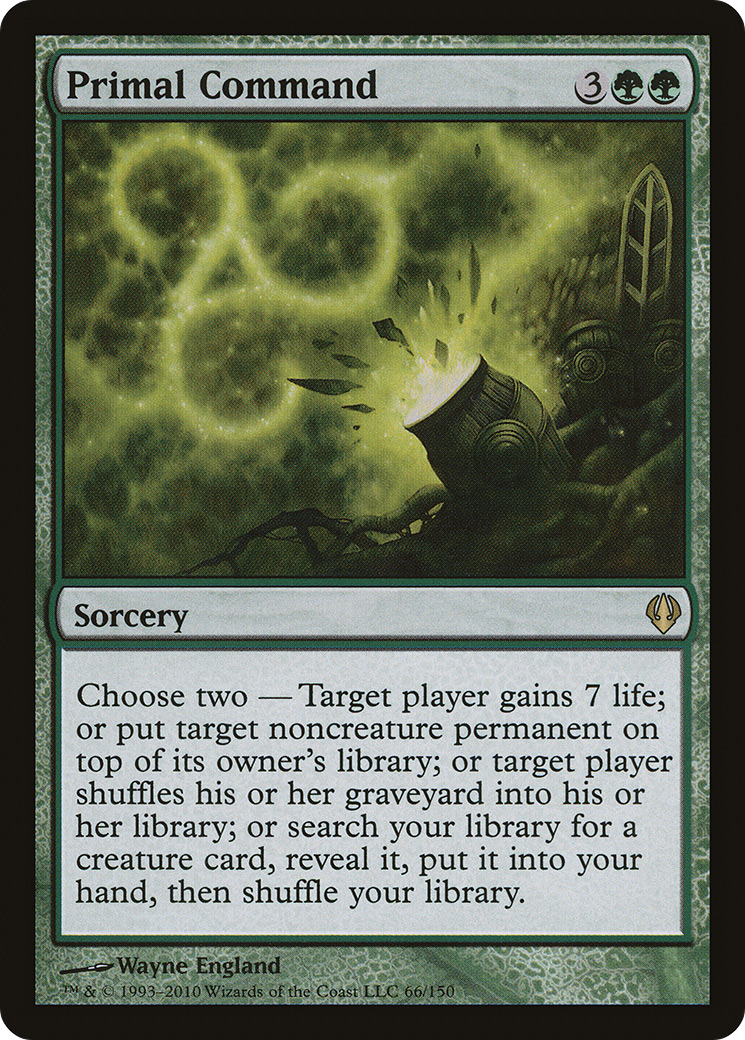 Primal Command 3
Sorcery
Choose two — Target player gains 7 life;
or put target noncreature permanent on
top of its owner's library; or target player
shuffles his or her graveyard into his or
her library; or search your library for a
creature card, reveal it, put it into your
hand, then shuffle your library.
Wayne England
™ & © 1993–2010 Wizards of the Coast LLC 66/150